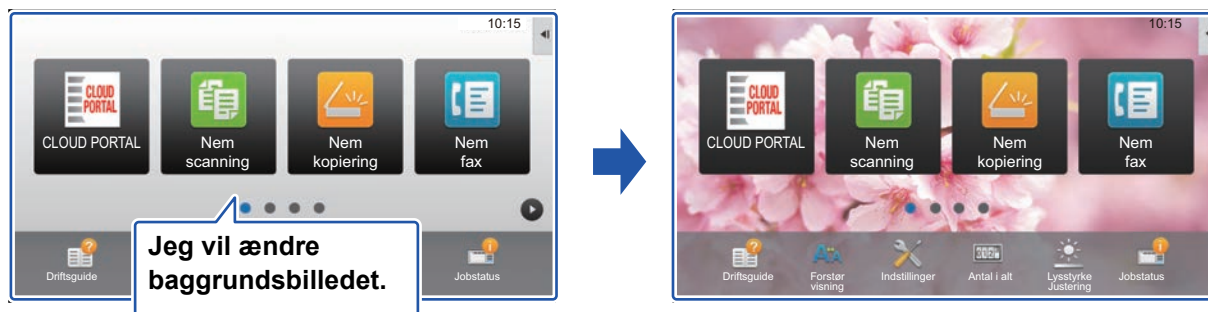 10:15
CLOUD
PORTAL
CLOUD PORTAL
Nem
scanning
Nem
kopiering
Nem
fax
Jeg vil ændre
baggrundsbilledet.
Driftsguide
Jobstatus
10:15
CLOUD
PORTAL
CLOUD PORTAL
Nem
scanning
Nem
kopiering
Nem
fax
Driftsguide
Forstør
visning
Indstillinger
Antal i alt
Lysstyrke
Justering
Jobstatus